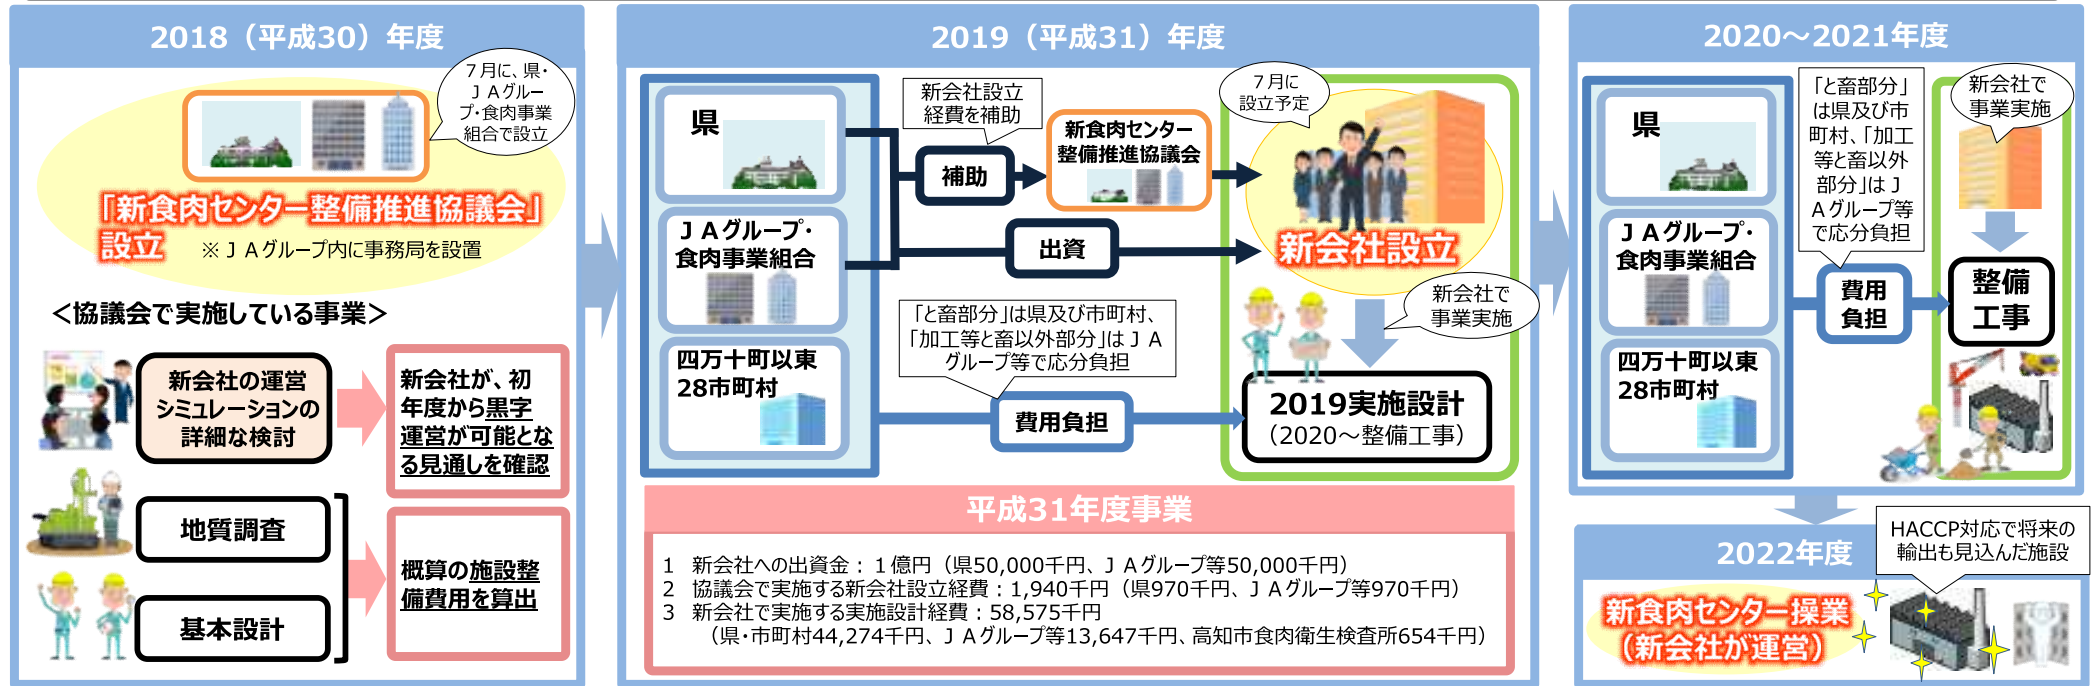 2018（平成30）年度
７月に、県・
ＪＡグルー
プ・食肉事業
組合で設立
「新食肉センター整備推進協議会」
設立
※ＪＡグループ内に事務局を設置
＜協議会で実施している事業＞
新会社の運営
シミュレーションの
詳細な検討
新会社が、初
年度から黒字
運営が可能とな
る見通しを確認
地質調査
基本設計
概算の施設整
備費用を算出
2019（平成31）年度
県
ＪＡグループ・
食肉事業組合
四万十町以東
28市町村
新会社設立
経費を補助
補助
新食肉センター
整備推進協議会
出資
７月に
設立予定
新会社設立
「と畜部分」は県及び市町村、
「加工等と畜以外部分」はＪＡ
グループ等で応分負担
費用負担
新会社で
事業実施
2019実施設計
（2020～整備工事）
平成31年度事業
1　新会社への出資金：１億円（県50,000千円、ＪＡグループ等50,000千円）
2　協議会で実施する新会社設立経費：1,940千円（県970千円、ＪＡグループ等970千円）
3　新会社で実施する実施設計経費：58,575千円
（県・市町村44,274千円、ＪＡグループ等13,647千円、高知市食肉衛生検査所654千円）
2020～2021年度
県
ＪＡグループ・
食肉事業組合
四万十町以東
28市町村
「と畜部分」
は県及び市
町村、「加工
等と畜以外
部分」はＪ
Ａグループ等
で応分負担
費用
負担
新会社で
事業実施
整備
工事
2022年度
HACCP対応で将来の
輸出も見込んだ施設
新食肉センター操業
（新会社が運営）